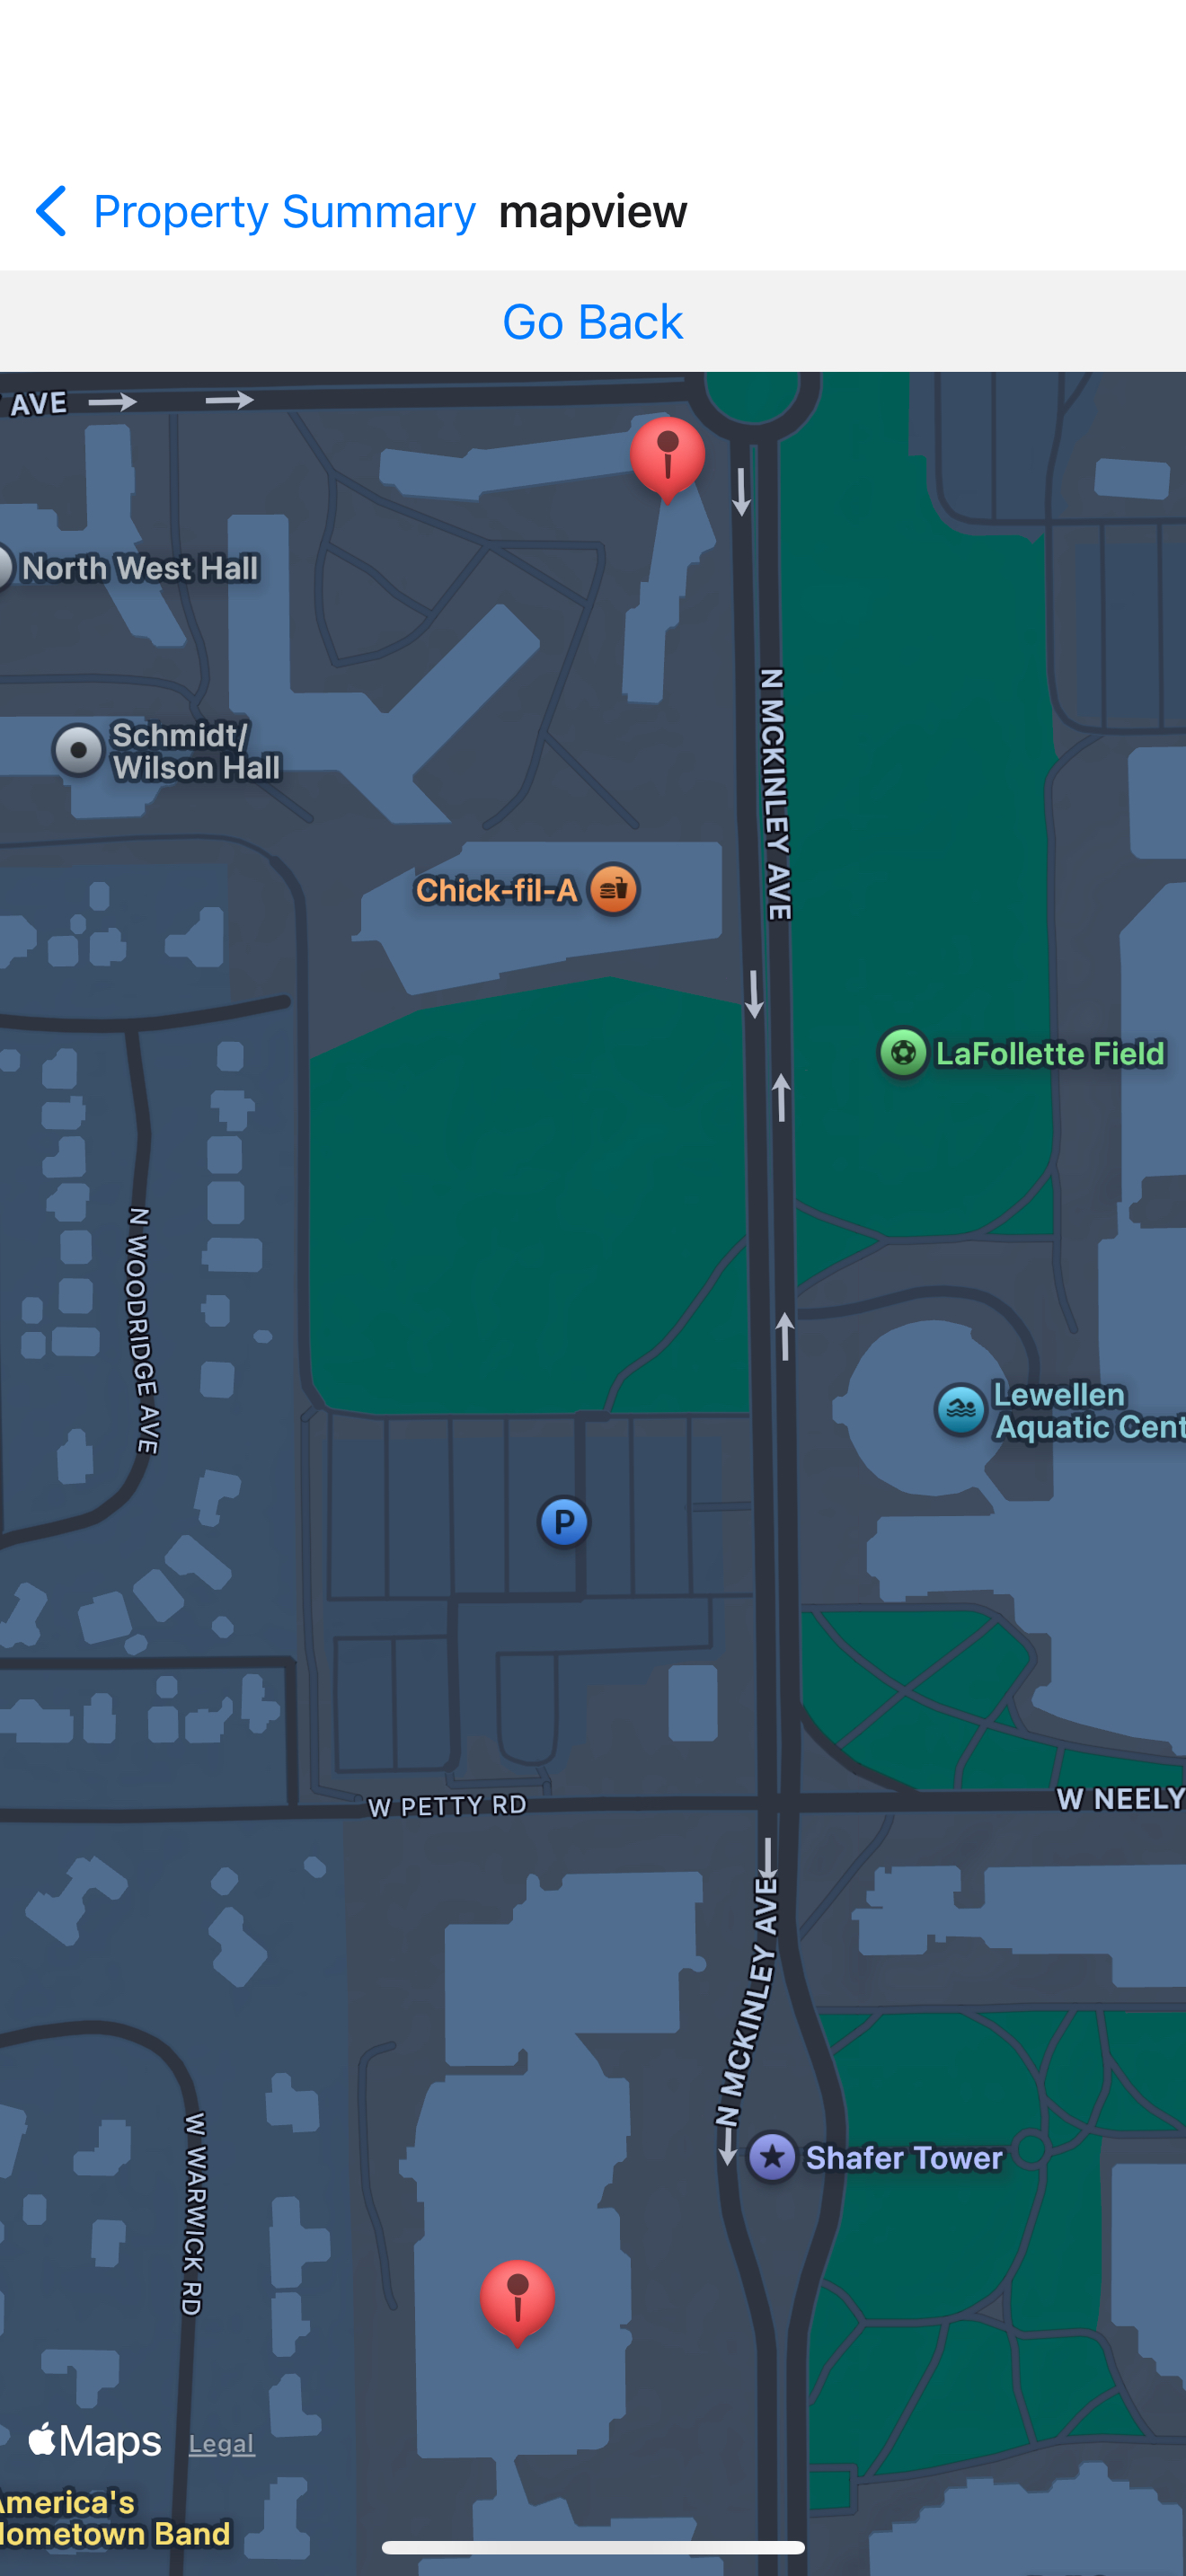 Property Summary mapview
Go Back
AVE
North West Hall
Schmidt/
Wilson Hall
N MCKINLEY AVE
Chick-fil-A
LaFollette Field
N WOODRIDGE AVE
Lewellen
Aquatic Cent
P
W PETTY RD
W NEELY
N MCKINLEY AVE
Shafer Tower
W WARWICK RD
Maps
Legal
America's
Hometown Band